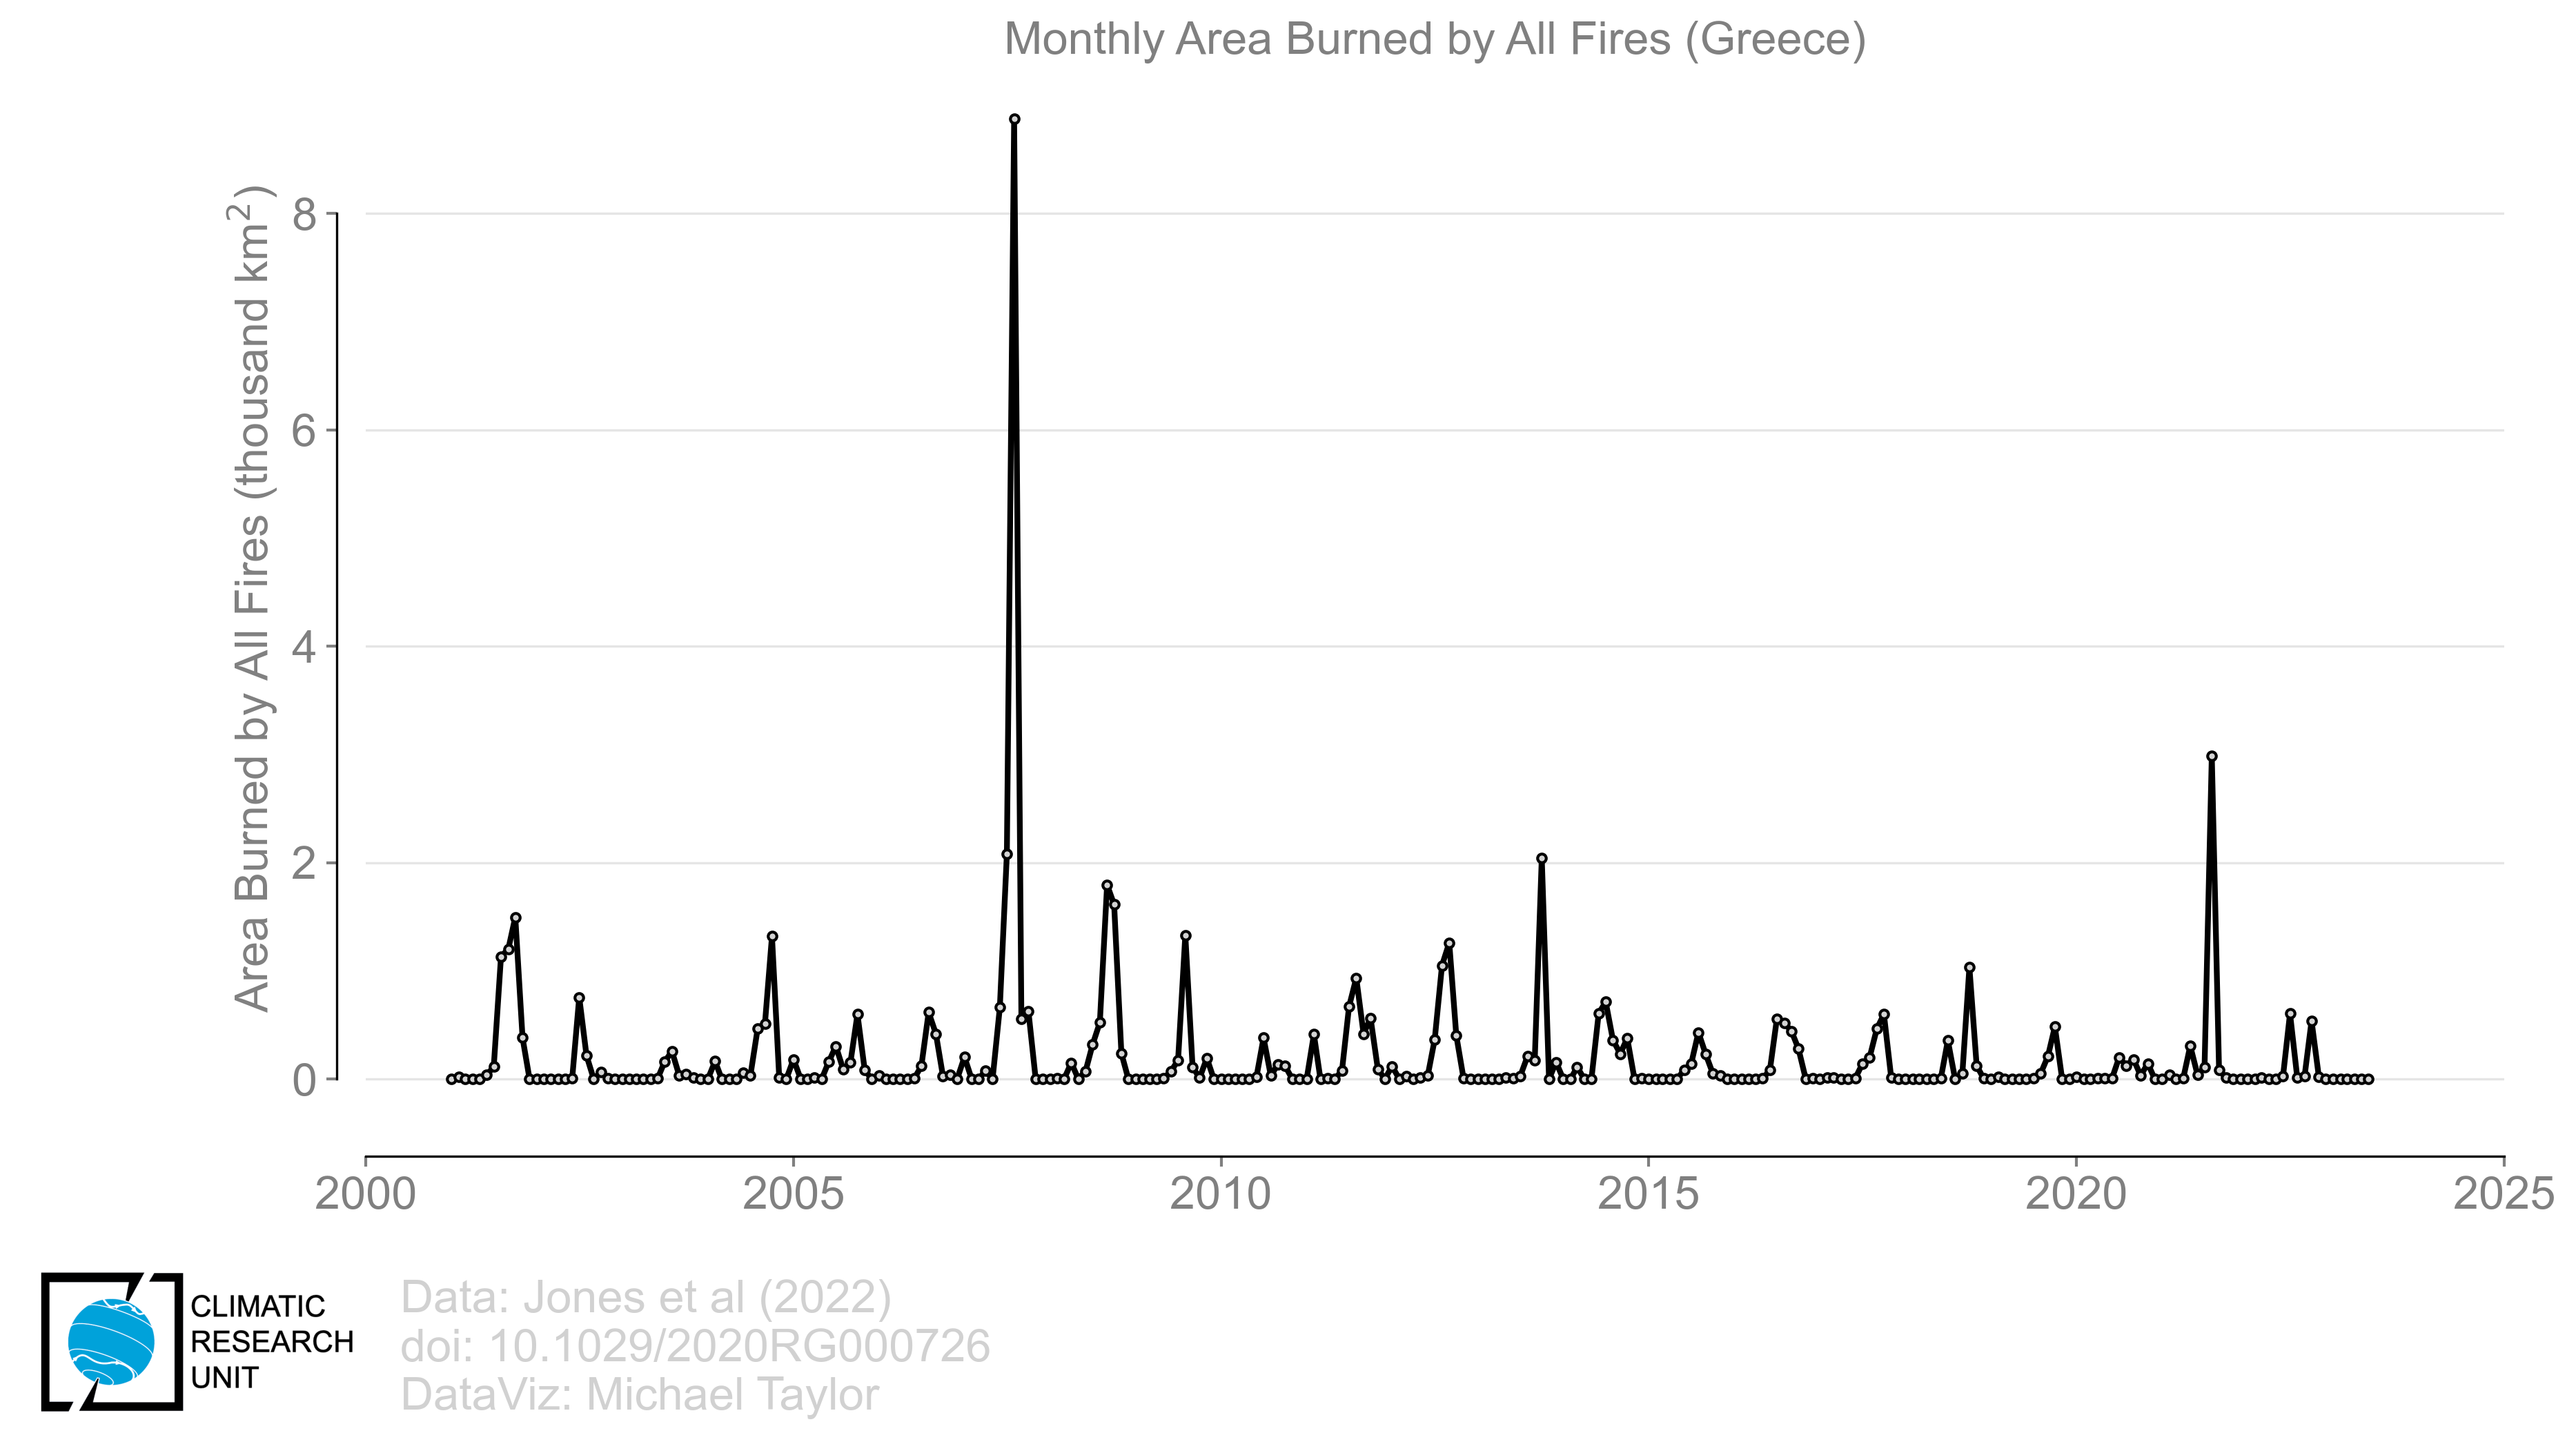 Monthly Area Burned by All Fires (Greece)
Area Burned by All Fires (thousand km²)
8
6
4
2
0
2000 2005 2010 2015 2020 2025
CLIMATIC
RESEARCH
UNIT
Data: Jones et al (2022)
doi: 10.1029/2020RG000726
DataViz: Michael Taylor